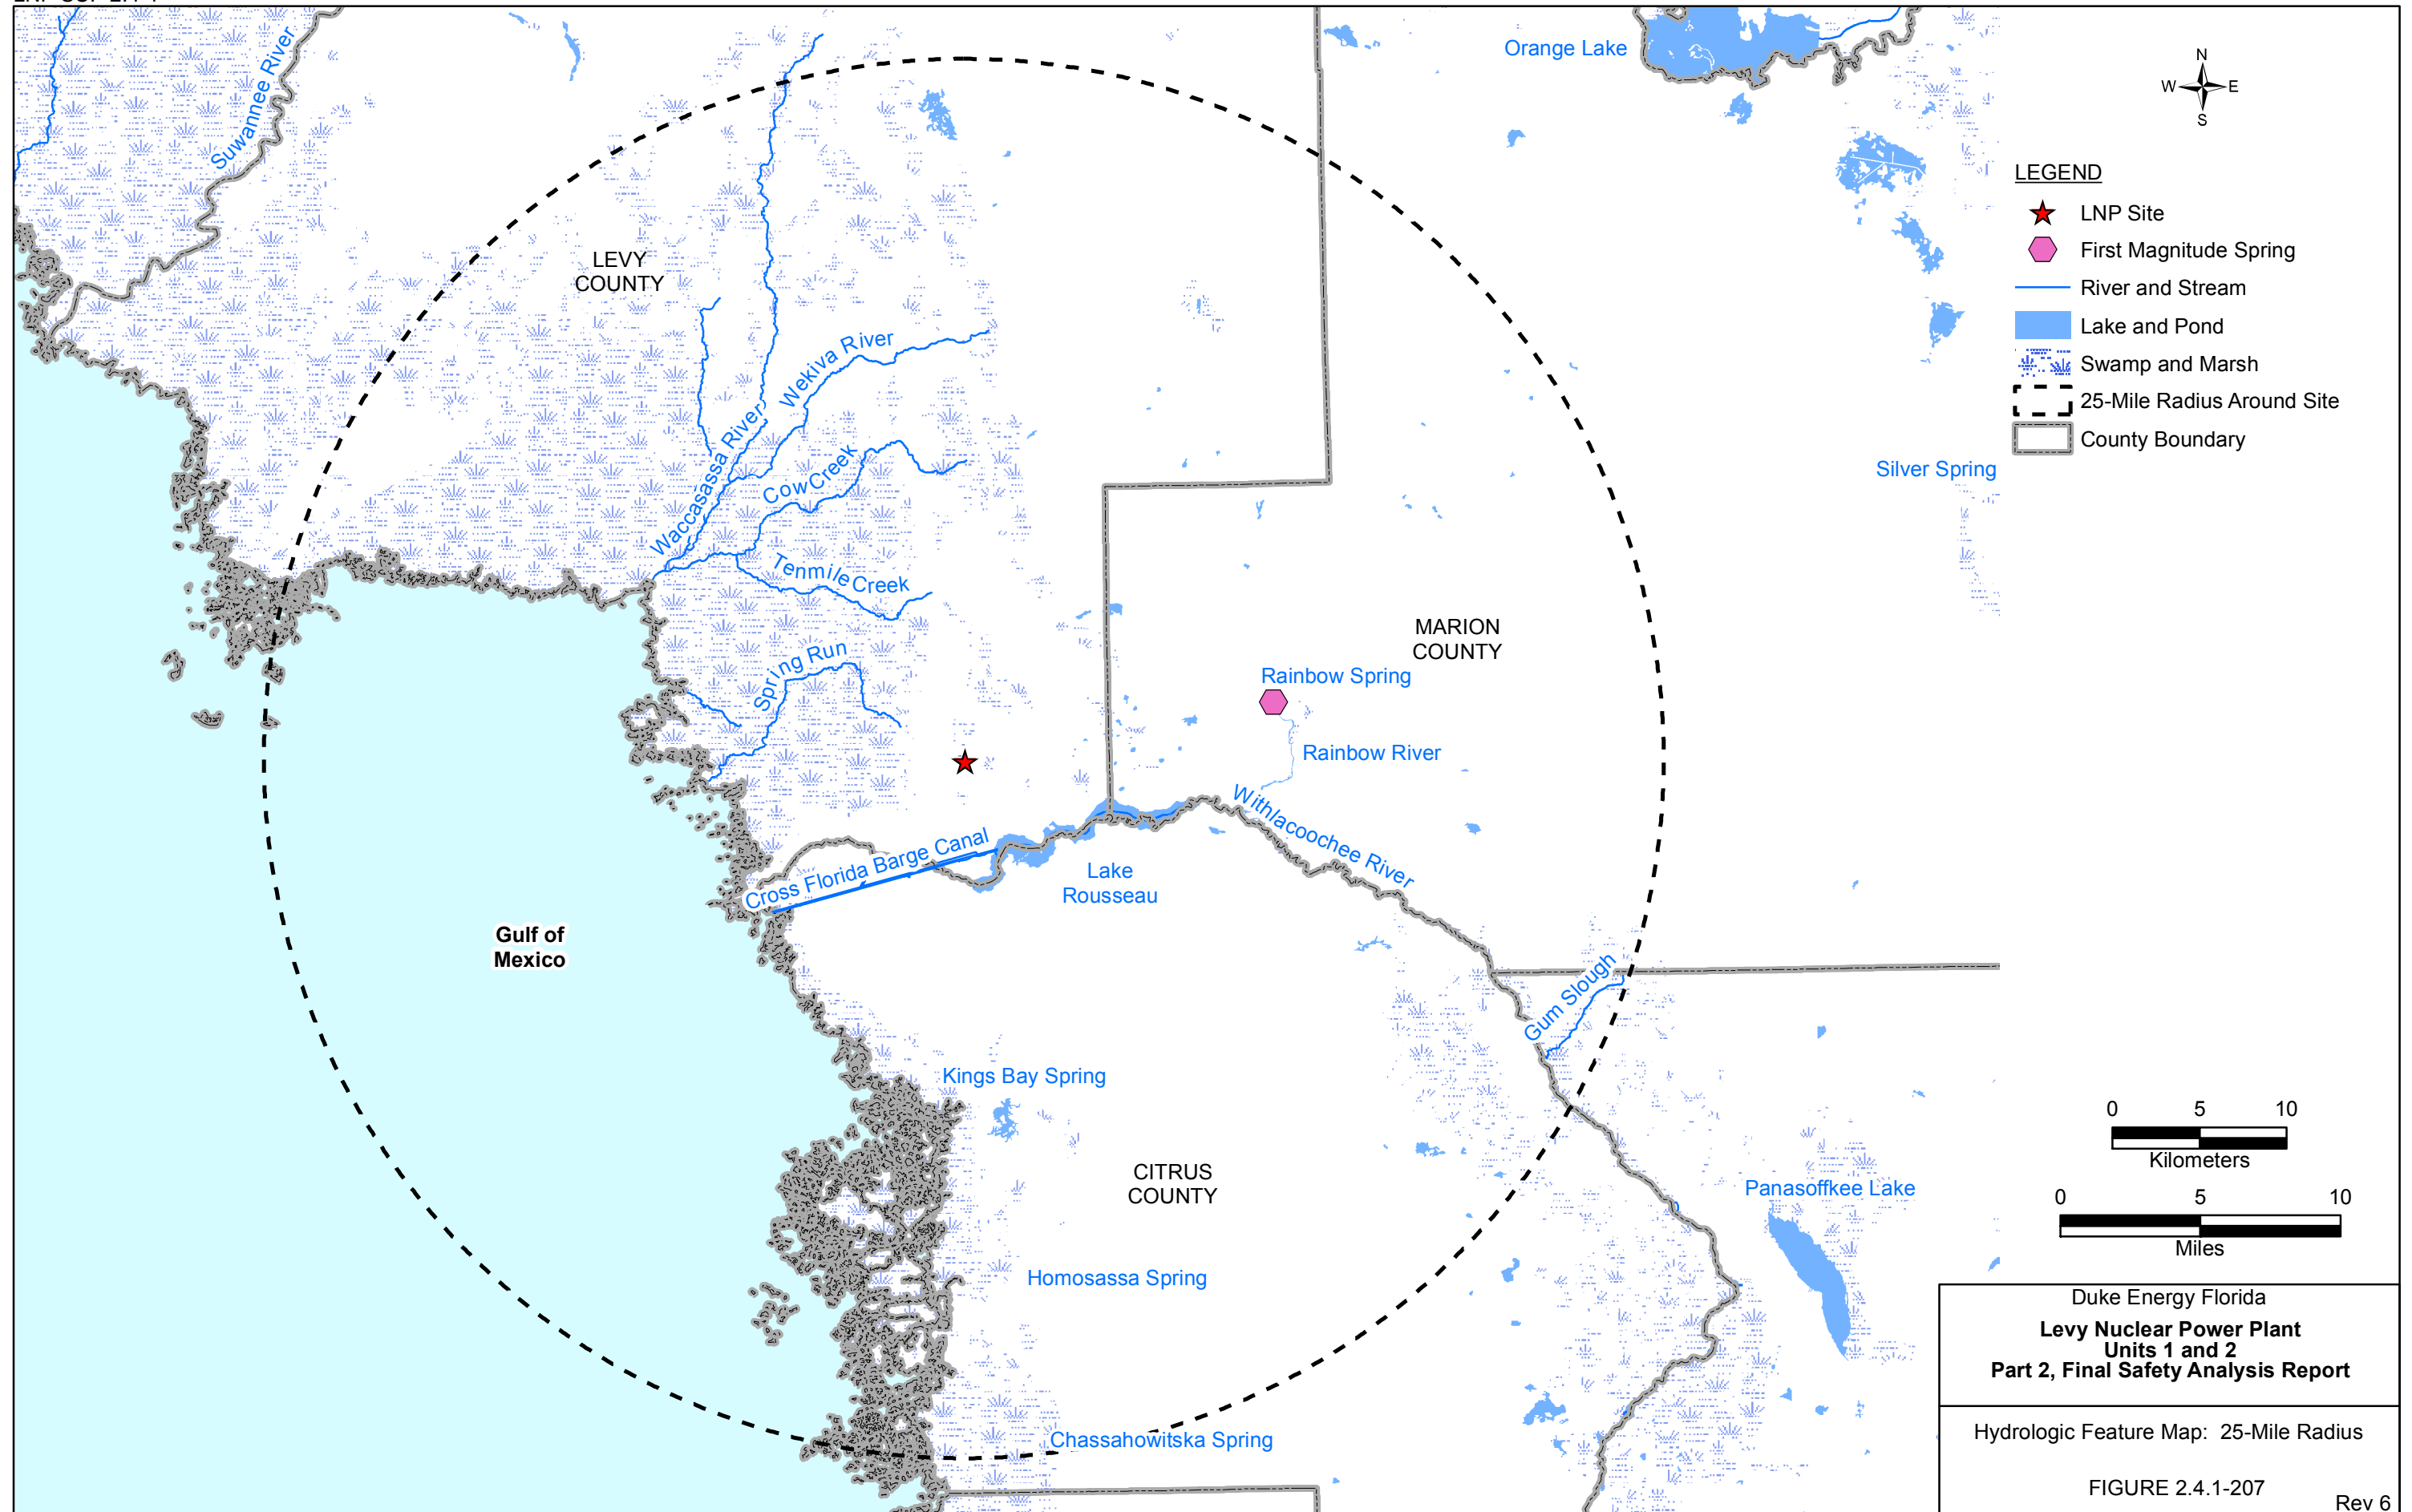 Suwannee River
Orange Lake
N
W
E
S
LEGEND
LNP Site
First Magnitude Spring
River and Stream
Lake and Pond
Swamp and Marsh
25-Mile Radius Around Site
County Boundary
LEVY
COUNTY
Wekiva River
Waccasassa River
Cow Creek
Tenmile Creek
Spring Run
Silver Spring
MARION
COUNTY
Rainbow Spring
Rainbow River
Withlacoochee River
Cross Florida Barge Canal
Lake
Rousseau
Gulf of
Mexico
Gum Slough
Kings Bay Spring
CITRUS
COUNTY
Homosassa Spring
Chassahowitska Spring
Panasoffkee Lake
0 5 10
Kilometers
0 5 10
Miles
Duke Energy Florida
Levy Nuclear Power Plant
Units 1 and 2
Part 2, Final Safety Analysis Report
Hydrologic Feature Map: 25-Mile Radius
FIGURE 2.4.1-207
Rev 6